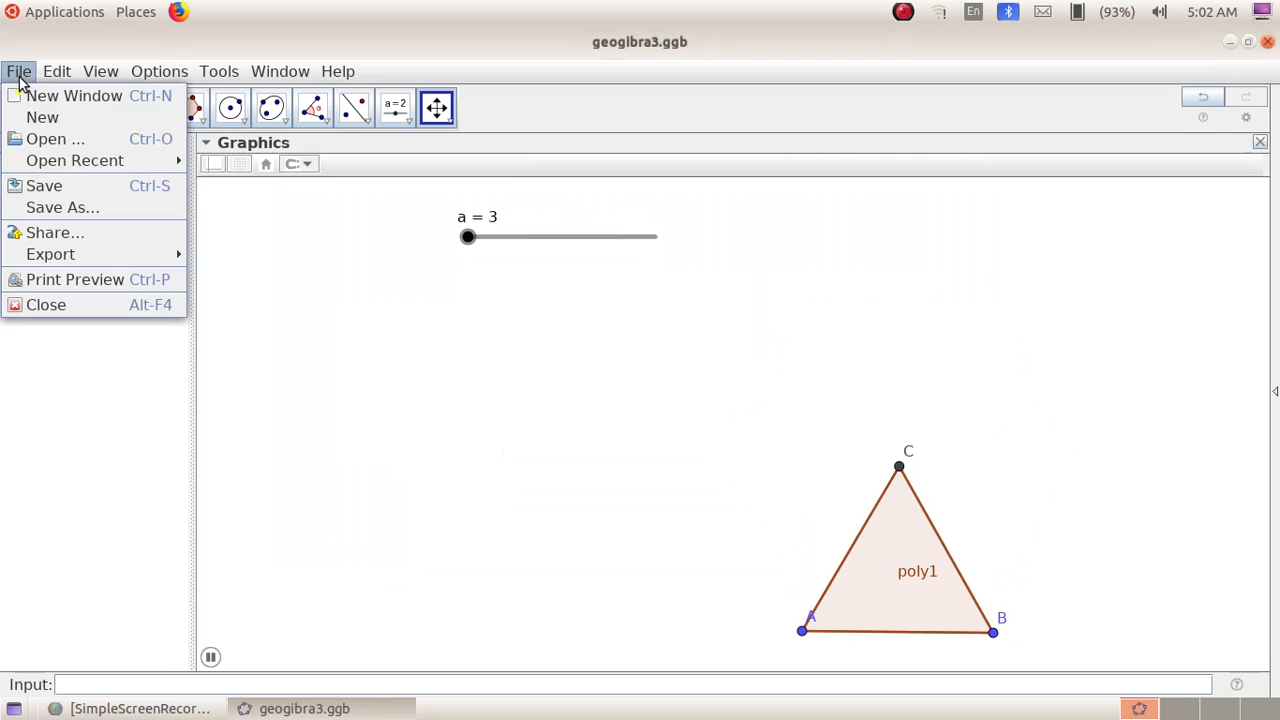 Applications Places En (93%) 5:02 AM
geogibra3.ggb
File Edit View Options Tools Window Help
New Window Ctrl-N
New
Open ... Ctrl-O
Open Recent
Save Ctrl-S
Save As...
Share...
Export
Print Preview Ctrl-P
Close Alt-F4
α a=2
Graphics
a = 3
C
poly1
A B
Input:
[SimpleScreenRecor... geogibra3.ggb